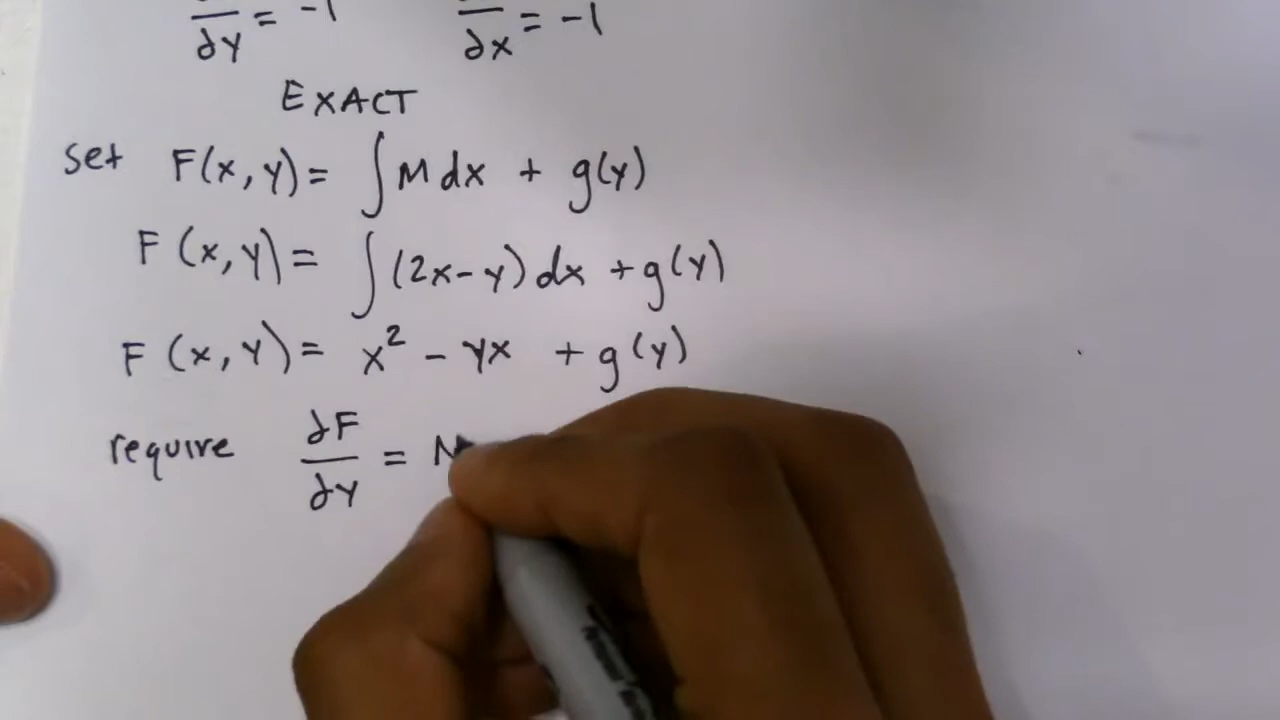 ∂y = -1 ∂x = -1
EXACT
set F(x,y) = ∫M dx + g(y)
F(x,y) = ∫(2x-y)dx + g(y)
F(x,y) = x² - yx + g(y)
require ∂F/∂y = N